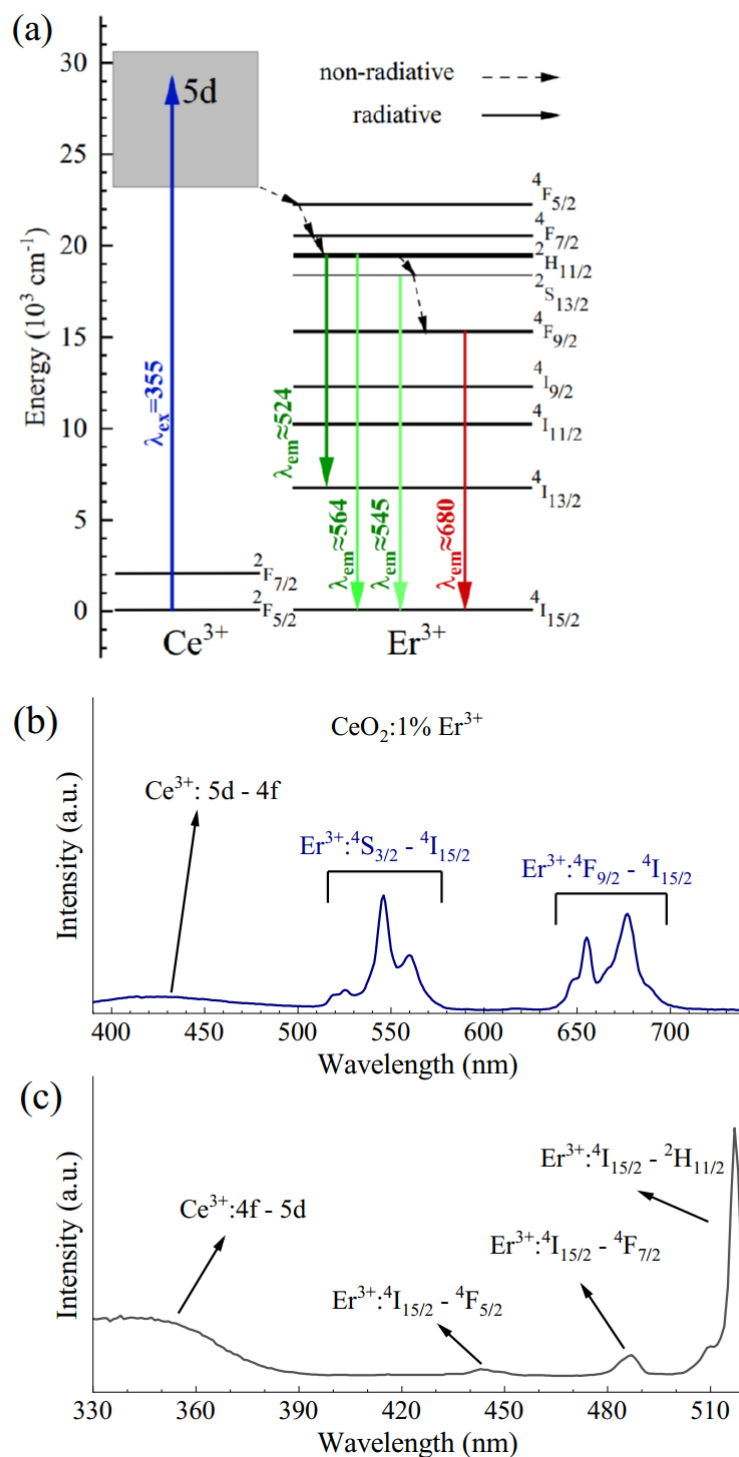 (a)
30
25
20
15
10
5
0
Energy (10³ cm⁻¹)
5d
non-radiative
radiative
λex=355
²F7/2
²F5/2
Ce³⁺
⁴F5/2
⁴F7/2
²H11/2
²S13/2
⁴F9/2
⁴I9/2
⁴I11/2
⁴I13/2
⁴I15/2
λem≈524
λem≈564
λem≈545
λem≈680
Er³⁺
(b)
CeO₂:1% Er³⁺
Ce³⁺: 5d - 4f
Er³⁺:⁴S3/2 - ⁴I15/2
Er³⁺:⁴F9/2 - ⁴I15/2
Intensity (a.u.)
400 450 500 550 600 650 700
Wavelength (nm)
(c)
Er³⁺:⁴I15/2 - ²H11/2
Ce³⁺:4f - 5d
Er³⁺:⁴I15/2 - ⁴F7/2
Er³⁺:⁴I15/2 - ⁴F5/2
Intensity (a.u.)
330 360 390 420 450 480 510
Wavelength (nm)